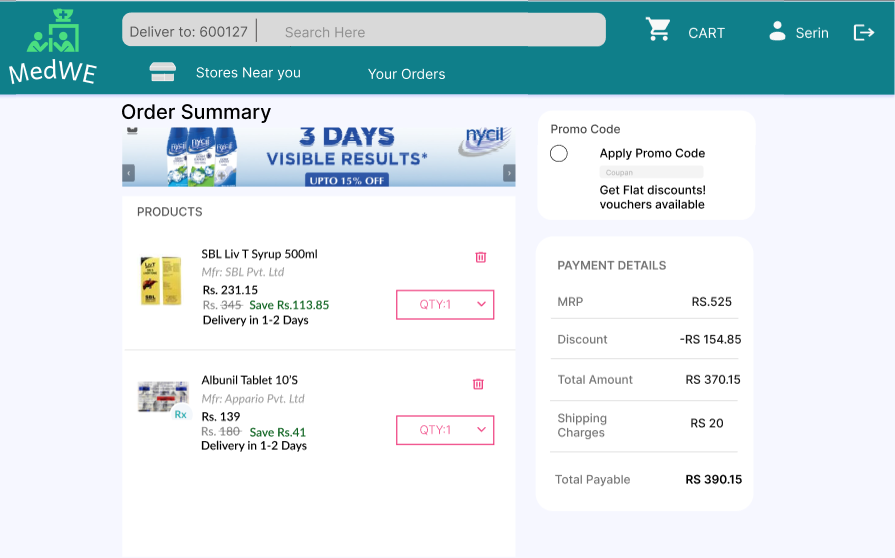 MedWE
Deliver to: 600127
Search Here
CART
Serin
Stores Near you
Your Orders
Order Summary
3 DAYS
VISIBLE RESULTS*
UPTO 15% OFF
nycil
nycil
nycil
nycil
PRODUCTS
LIV T
SBL
SBL Liv T Syrup 500ml
Mfr: SBL Pvt. Ltd
Rs. 231.15
Rs. 345 Save Rs.113.85
Delivery in 1-2 Days
QTY:1
Albunil Tablet 10'S
Mfr: Appario Pvt. Ltd
Rx
Rs. 139
Rs. 180 Save Rs.41
Delivery in 1-2 Days
QTY:1
Promo Code
Apply Promo Code
Coupan
Get Flat discounts!
vouchers available
PAYMENT DETAILS
MRP RS.525
Discount -RS 154.85
Total Amount RS 370.15
Shipping
Charges RS 20
Total Payable RS 390.15